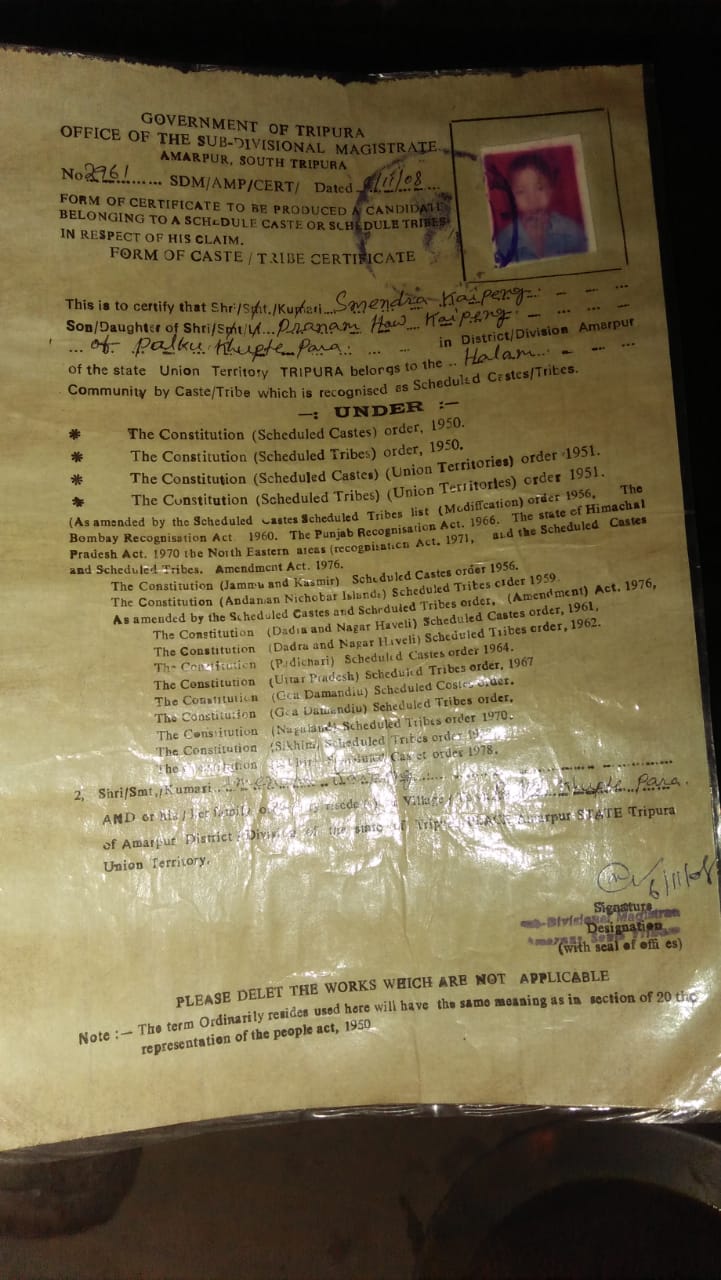 GOVERNMENT OF TRIPURA
OFFICE OF THE SUB-DIVISIONAL MAGISTRATE
AMARPUR, SOUTH TRIPURA
No 2961 ...... SDM/AMP/CERT/ Dated /11/08
FORM OF CERTIFICATE TO BE PRODUCED A CANDIDATE
BELONGING TO A SCHEDULE CASTE OR SCHEDULE TRIBES
IN RESPECT OF HIS CLAIM.
FORM OF CASTE / TRIBE CERTIFICATE
This is to certify that Shri/Smt./Kumari... Smendra Kaipeng
Son/Daughter of Shri/Smt/ Pranam Haw Kaipeng
of Palku Khupte Para in District/Division Amarpur
of the state Union Territory TRIPURA belongs to the .. Halam
Community by Caste/Tribe which is recognised as Scheduled Castes/Tribes.
—: UNDER :—
* The Constitution (Scheduled Castes) order, 1950.
* The Constitution (Scheduled Tribes) order, 1950.
* The Constitution (Scheduled Castes) (Union Territories) order 1951.
* The Constitution (Scheduled Tribes) (Union Territories) order 1951.
(As amended by the Scheduled Castes Scheduled Tribes list (Modiffcation) order 1956, The
Bombay Recognisation Act 1960. The Punjab Recognisation Act. 1966. The state of Himachal
Pradesh Act. 1970 the North Eastern areas (recognisation Act. 1971, and the Scheduled Castes
and Scheduled Tribes. Amendment Act. 1976.
The Constitution (Jammu and Kasmir) Scheduled Castes order 1956.
The Constitution (Andaman Nichobar Islands) Scheduled Tribes order 1959
As amended by the Scheduled Castes and Scheduled Tribes order, (Amendment) Act. 1976,
The Constitution (Dadra and Nagar Haveli) Scheduled Castes order, 1961,
The Constitution (Dadra and Nagar Haveli) Scheduled Tribes order, 1962.
The Constitution (Padichari) Scheduled Castes order 1964.
The Constitution (Uttar Pradesh) Scheduled Tribes order, 1967
The Constitution (Goa Damandiu) Scheduled Costes order.
The Constitution (Goa Damandiu) Scheduled Tribes order,
The Constitution (Nagaland) Scheduled Tribes order 1970.
The Constitution (Sikhim) Scheduled Tribes order
The Constitution order 1978.
2, Shri/Smt,/Kumari Khupte Para.
AND or his / her family Village
of Amarpur District / Division of the state of PLACE Amarpur STATE Tripura
Union Territory.
6/11/08
Signature
Sub-Divisional Magistrate
Designation
Amarpur, South Tripura
(with seal of offi es)
PLEASE DELET THE WORKS WHICH ARE NOT APPLICABLE
Note :— The term Ordinarily resides used here will have the same meaning as in section of 20 the
representation of the people act, 1950